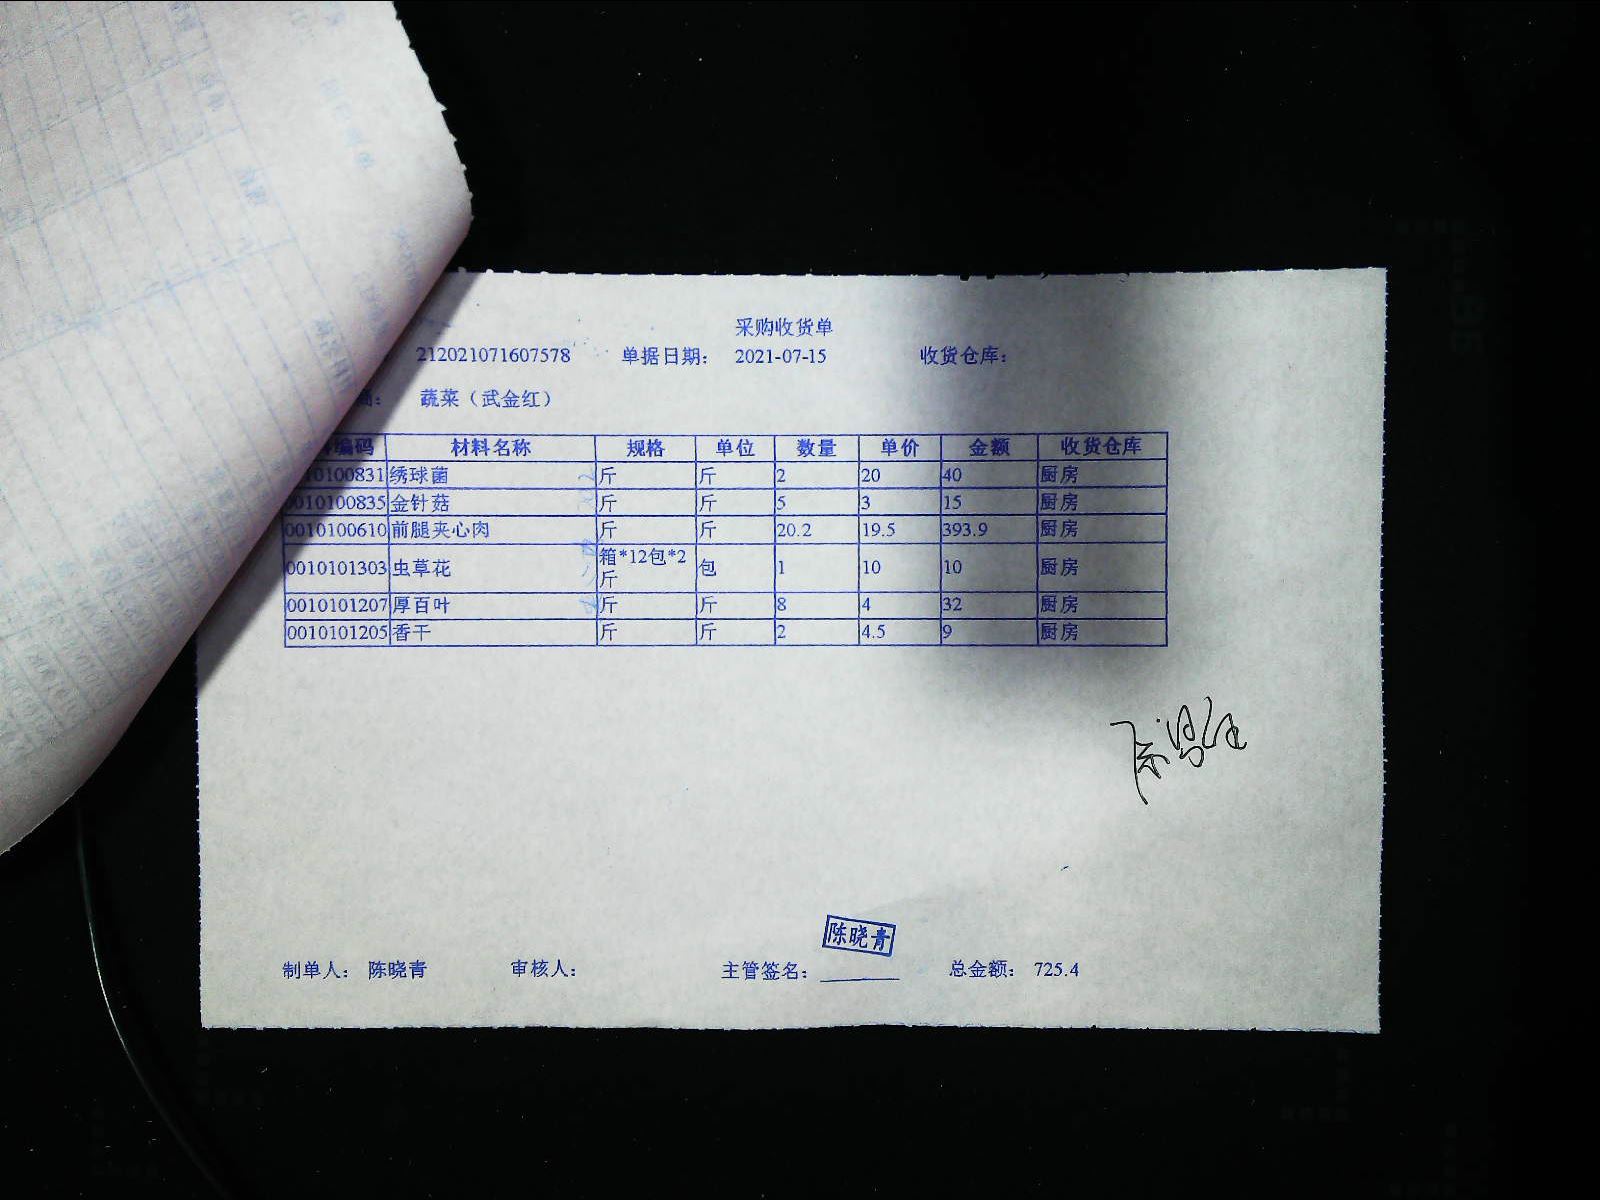 采购收货单
212021071607578 单据日期： 2021-07-15 收货仓库：
商： 蔬菜（武金红）
编码 材料名称 规格 单位 数量 单价 金额 收货仓库
0010100831 绣球菌 斤 斤 2 20 40 厨房
0010100835 金针菇 斤 斤 5 3 15 厨房
0010100610 前腿夹心肉 斤 斤 20.2 19.5 393.9 厨房
0010101303 虫草花 箱*12包*2斤 包 1 10 10 厨房
0010101207 厚百叶 斤 斤 8 4 32 厨房
0010101205 香干 斤 斤 2 4.5 9 厨房
陈晓青
制单人： 陈晓青 审核人： 主管签名： 总金额： 725.4